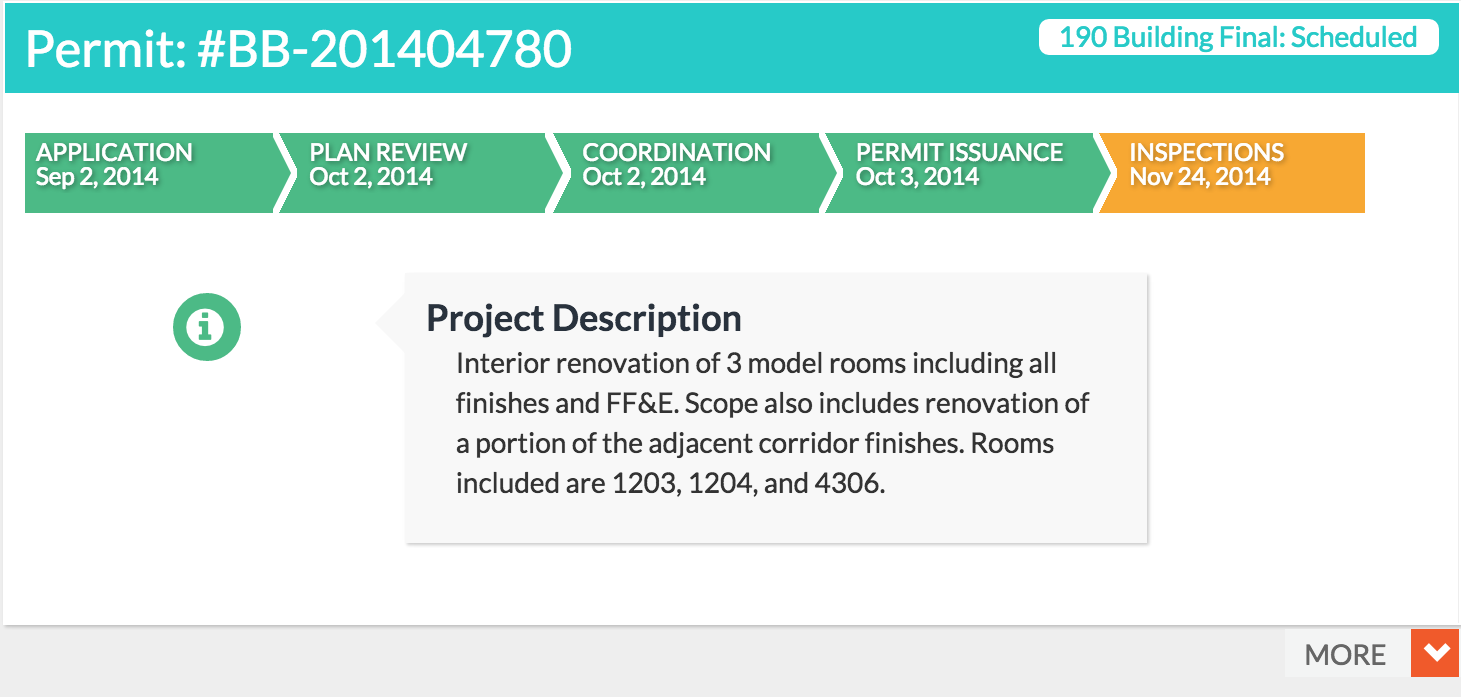 Permit: #BB-201404780
190 Building Final: Scheduled
APPLICATION
Sep 2, 2014
PLAN REVIEW
Oct 2, 2014
COORDINATION
Oct 2, 2014
PERMIT ISSUANCE
Oct 3, 2014
INSPECTIONS
Nov 24, 2014
Project Description
Interior renovation of 3 model rooms including all
finishes and FF&E. Scope also includes renovation of
a portion of the adjacent corridor finishes. Rooms
included are 1203, 1204, and 4306.
MORE